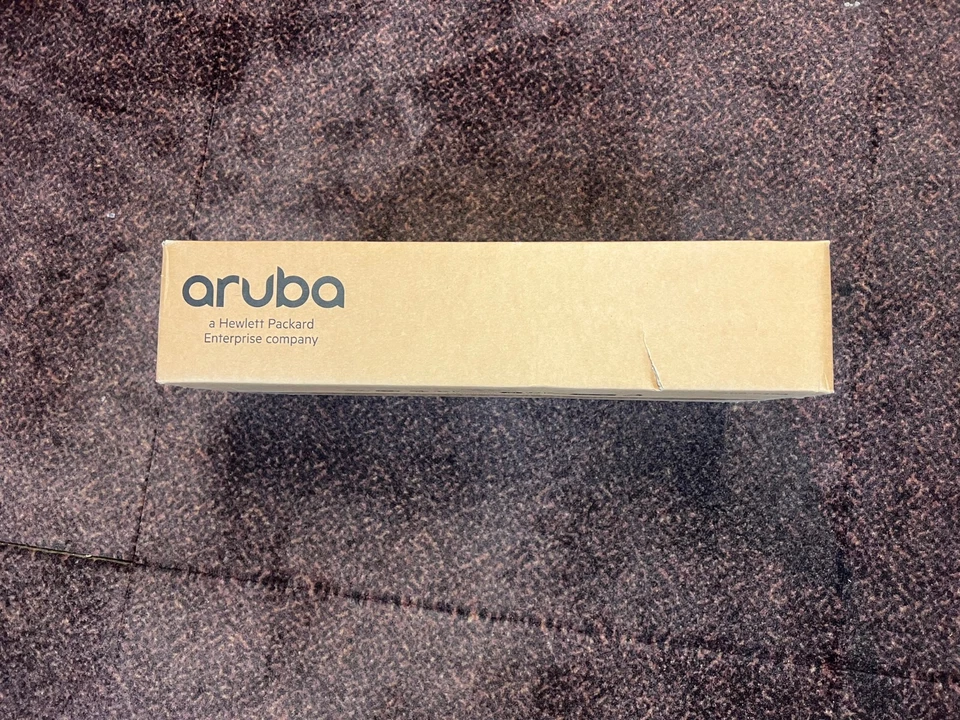 aruba
a Hewlett Packard
Enterprise company